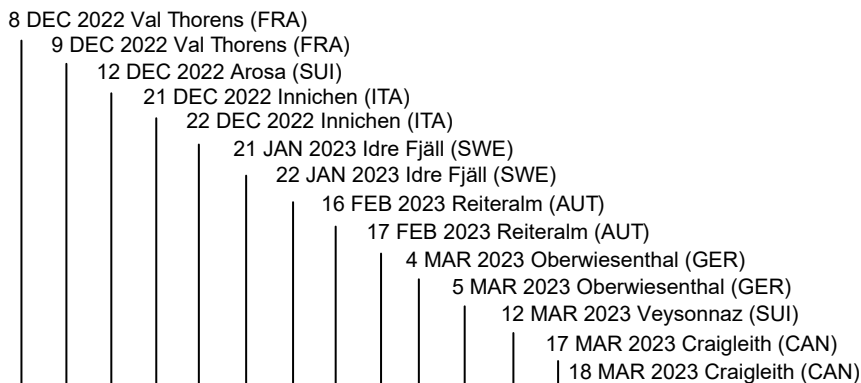 8 DEC 2022 Val Thorens (FRA)
9 DEC 2022 Val Thorens (FRA)
12 DEC 2022 Arosa (SUI)
21 DEC 2022 Innichen (ITA)
22 DEC 2022 Innichen (ITA)
21 JAN 2023 Idre Fjäll (SWE)
22 JAN 2023 Idre Fjäll (SWE)
16 FEB 2023 Reiteralm (AUT)
17 FEB 2023 Reiteralm (AUT)
4 MAR 2023 Oberwiesenthal (GER)
5 MAR 2023 Oberwiesenthal (GER)
12 MAR 2023 Veysonnaz (SUI)
17 MAR 2023 Craigleith (CAN)
18 MAR 2023 Craigleith (CAN)